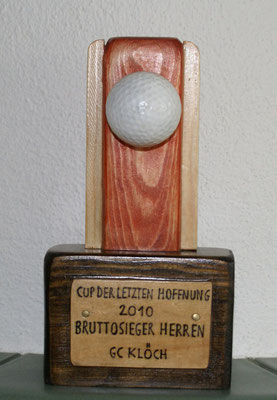 CUP DER LETZTEN HOFFNUNG
2010
BRUTTOSIEGER HERREN
GC KLÖCH